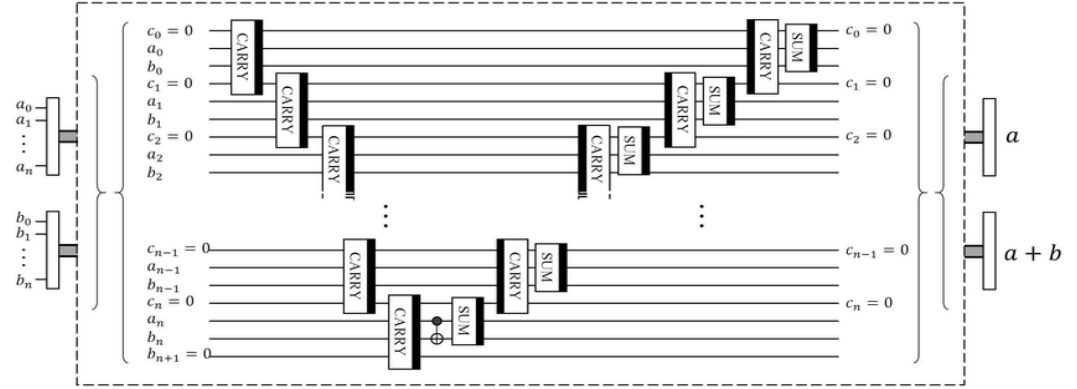 c₀ = 0 CARRY CARRY SUM c₀ = 0
a₀
b₀
c₁ = 0 CARRY CARRY SUM c₁ = 0
a₀ a₁
a₁ b₁
⋮ c₂ = 0 CARRY CARRY SUM c₂ = 0 a
aₙ a₂
b₂
b₀ ⋮ ⋮
b₁
⋮ cₙ₋₁ = 0 CARRY CARRY SUM cₙ₋₁ = 0 a + b
bₙ aₙ₋₁
bₙ₋₁
cₙ = 0 CARRY SUM cₙ = 0
aₙ
bₙ
bₙ₊₁ = 0